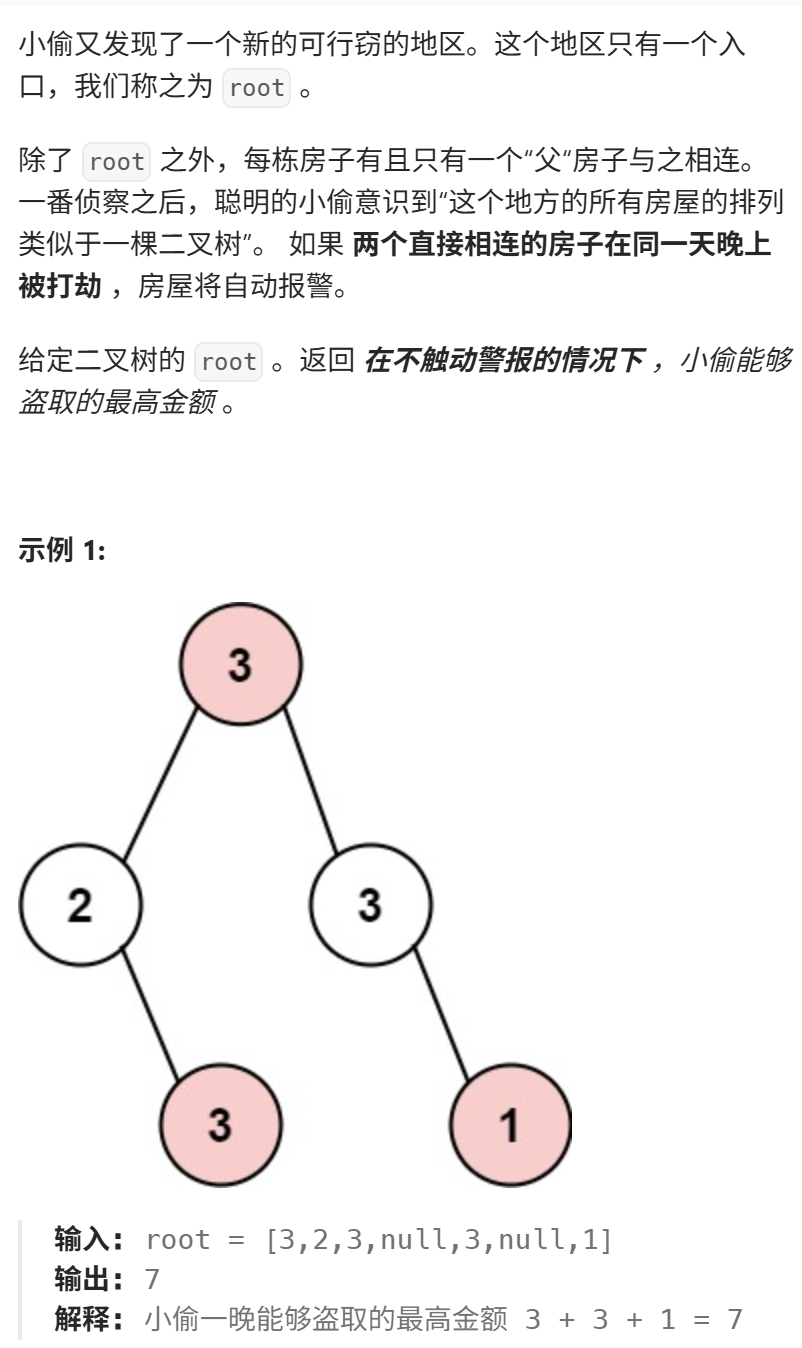 小偷又发现了一个新的可行窃的地区。这个地区只有一个入
口，我们称之为 root 。
除了 root 之外，每栋房子有且只有一个“父“房子与之相连。
一番侦察之后，聪明的小偷意识到“这个地方的所有房屋的排列
类似于一棵二叉树”。 如果 两个直接相连的房子在同一天晚上
被打劫 ，房屋将自动报警。
给定二叉树的 root 。返回 在不触动警报的情况下 ，小偷能够
盗取的最高金额 。
示例 1:
3
2 3
3 1
输入： root = [3,2,3,null,3,null,1]
输出： 7
解释： 小偷一晚能够盗取的最高金额 3 + 3 + 1 = 7